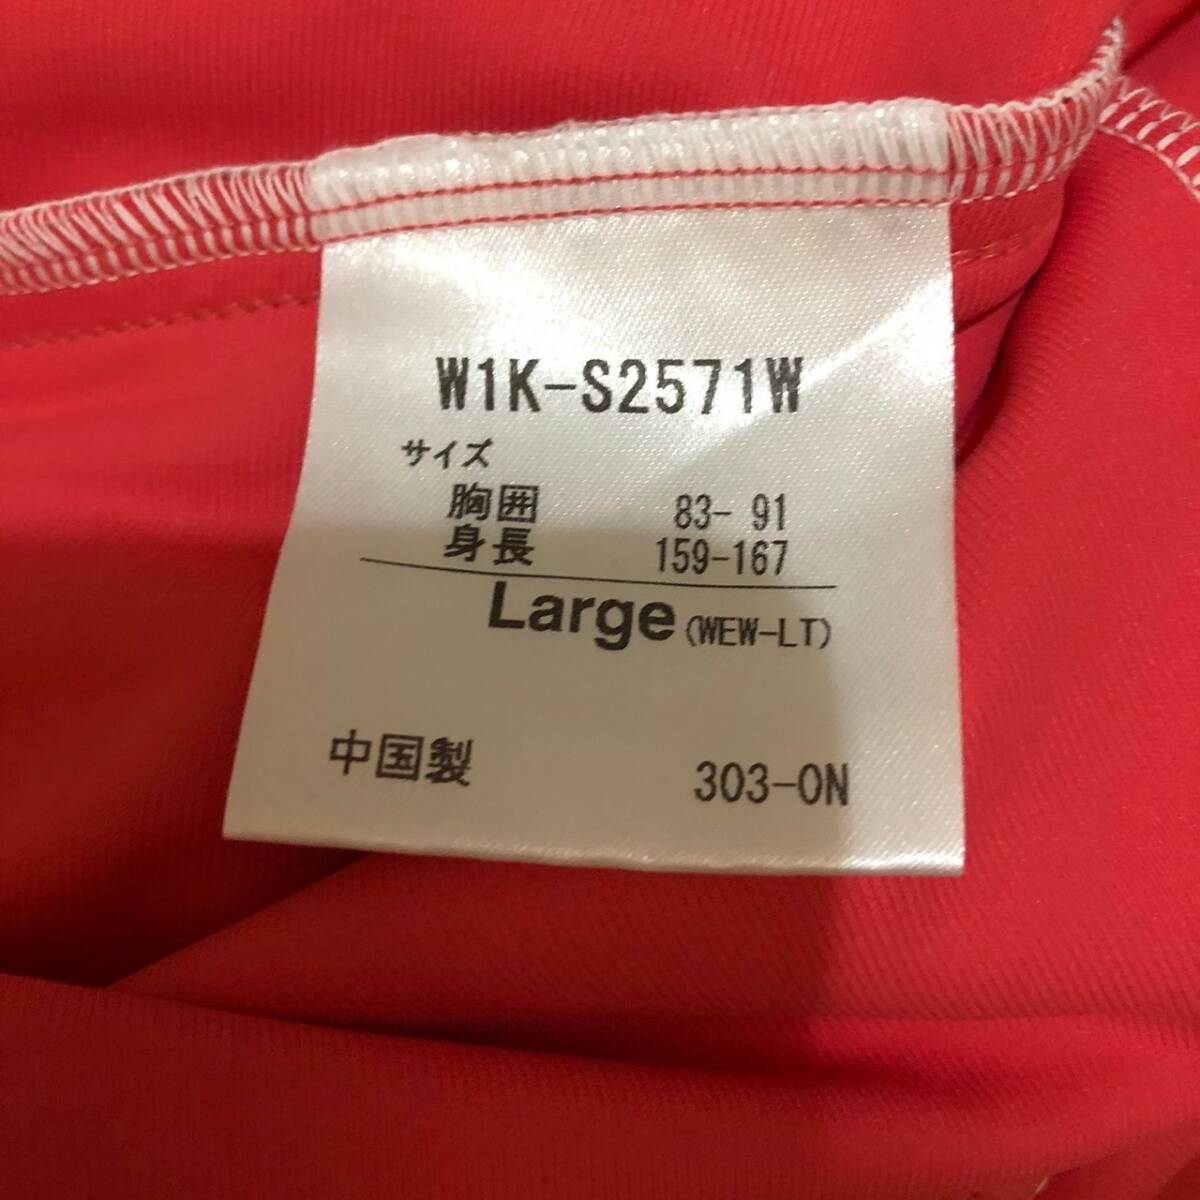 W1K-S2571W
サイズ
胸囲 83- 91
身長 159-167
Large (WEW-LT)
中国製 303-ON